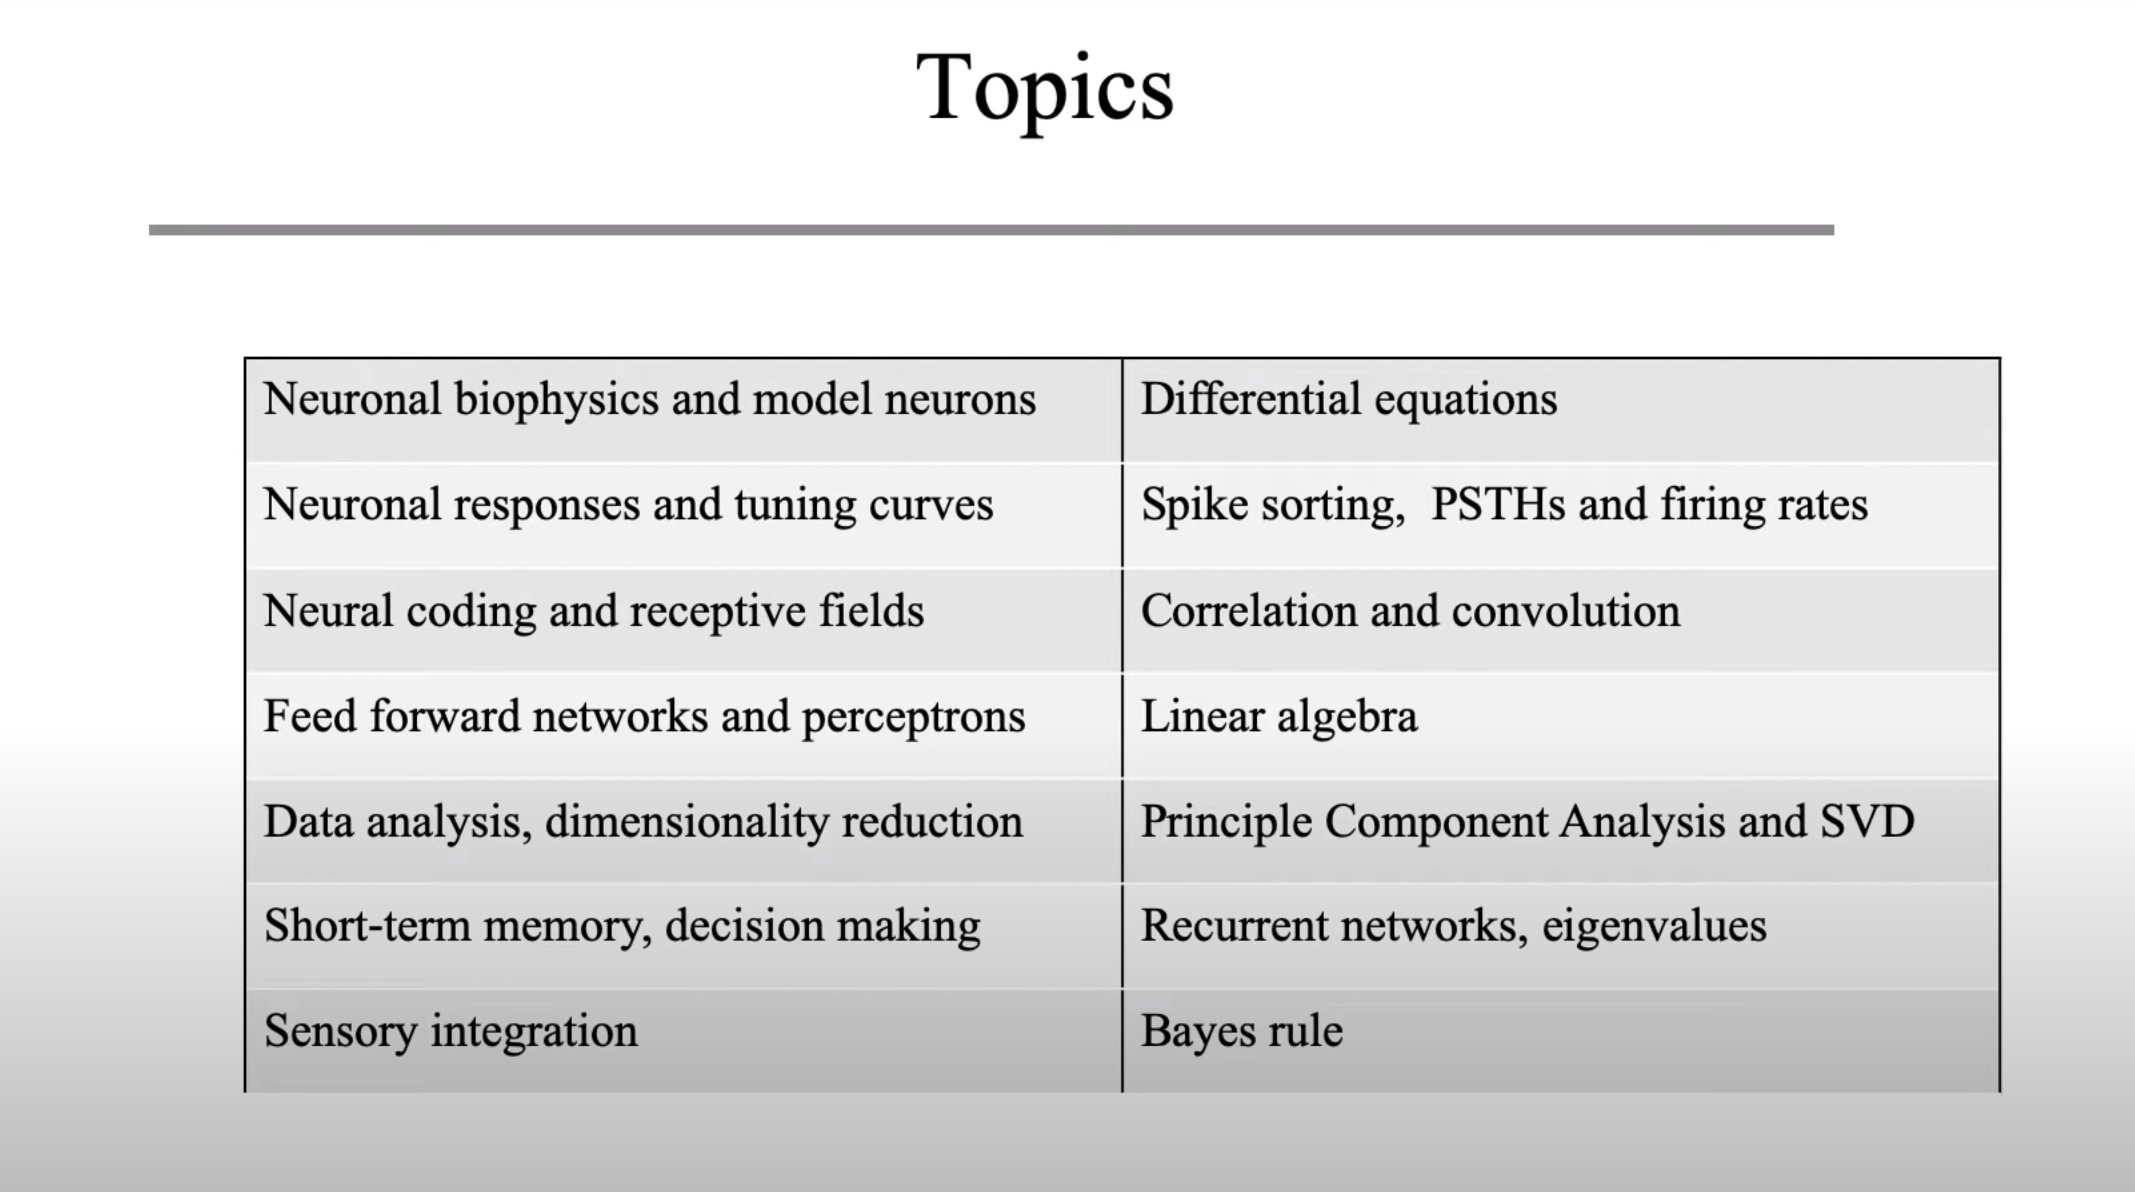 Topics
Neuronal biophysics and model neurons
Differential equations
Neuronal responses and tuning curves
Spike sorting, PSTHs and firing rates
Neural coding and receptive fields
Correlation and convolution
Feed forward networks and perceptrons
Linear algebra
Data analysis, dimensionality reduction
Principle Component Analysis and SVD
Short-term memory, decision making
Recurrent networks, eigenvalues
Sensory integration
Bayes rule